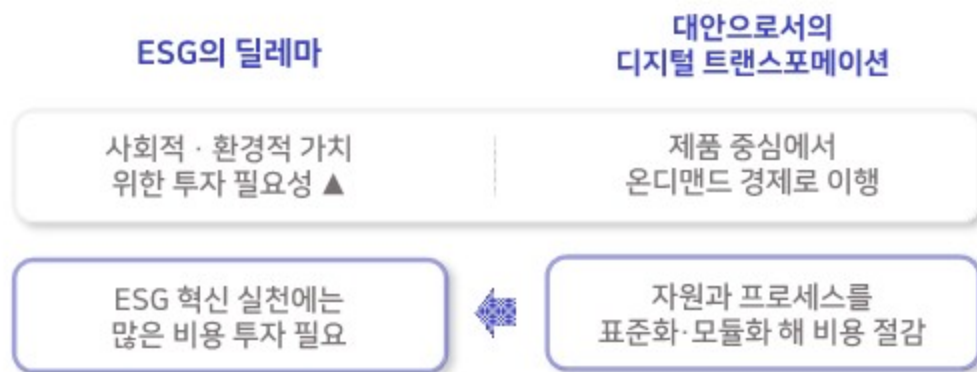 ESG의 딜레마
대안으로서의
디지털 트랜스포메이션
사회적 · 환경적 가치
위한 투자 필요성 ▲
제품 중심에서
온디맨드 경제로 이행
ESG 혁신 실천에는
많은 비용 투자 필요
자원과 프로세스를
표준화·모듈화 해 비용 절감